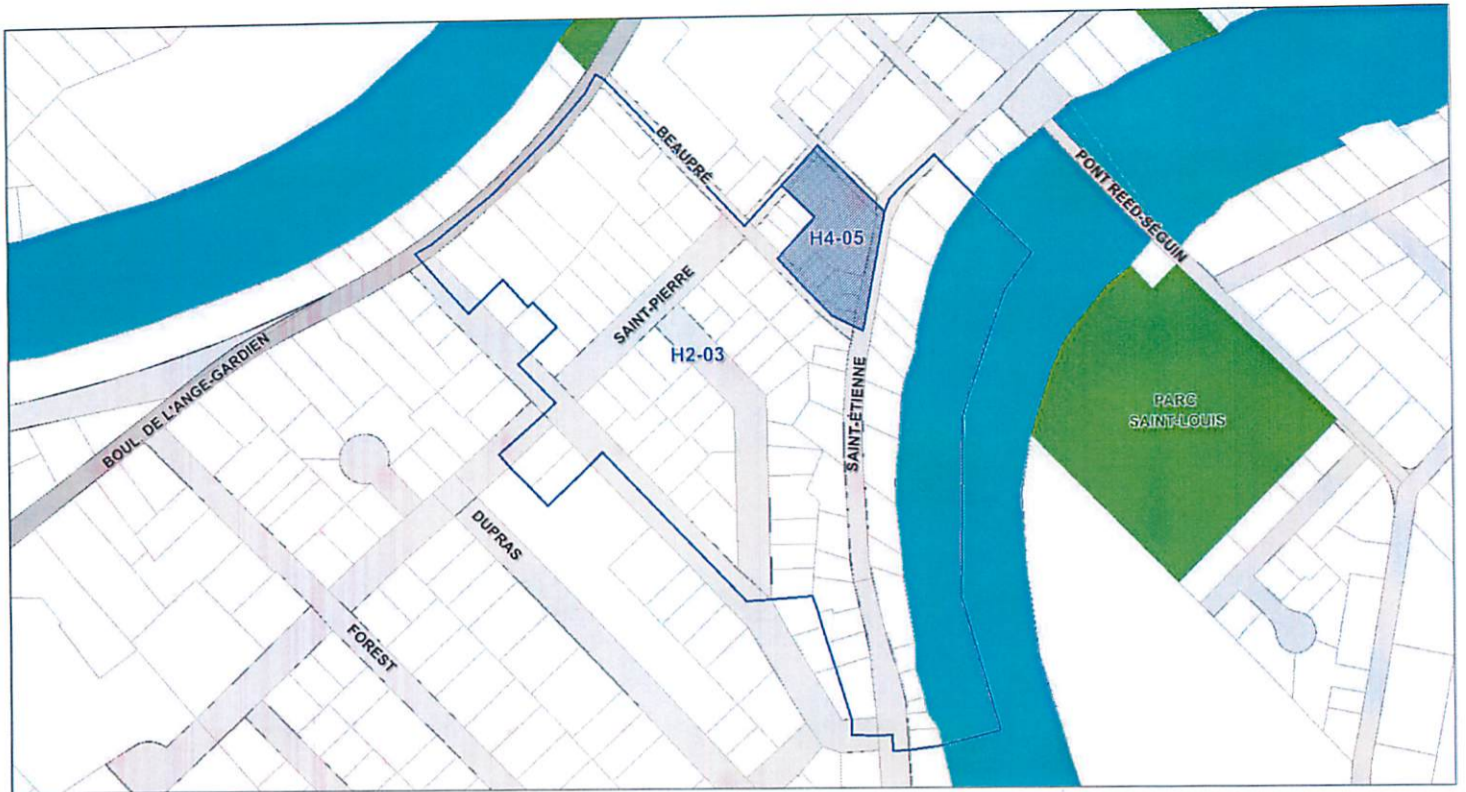 BEAUPRÉ
PONT REED-SÉGUIN
H4-05
SAINT-PIERRE
H2-03
BOUL. DE L'ANGE-GARDIEN
SAINT-ÉTIENNE
PARC
SAINT-LOUIS
DUPRAS
FOREST